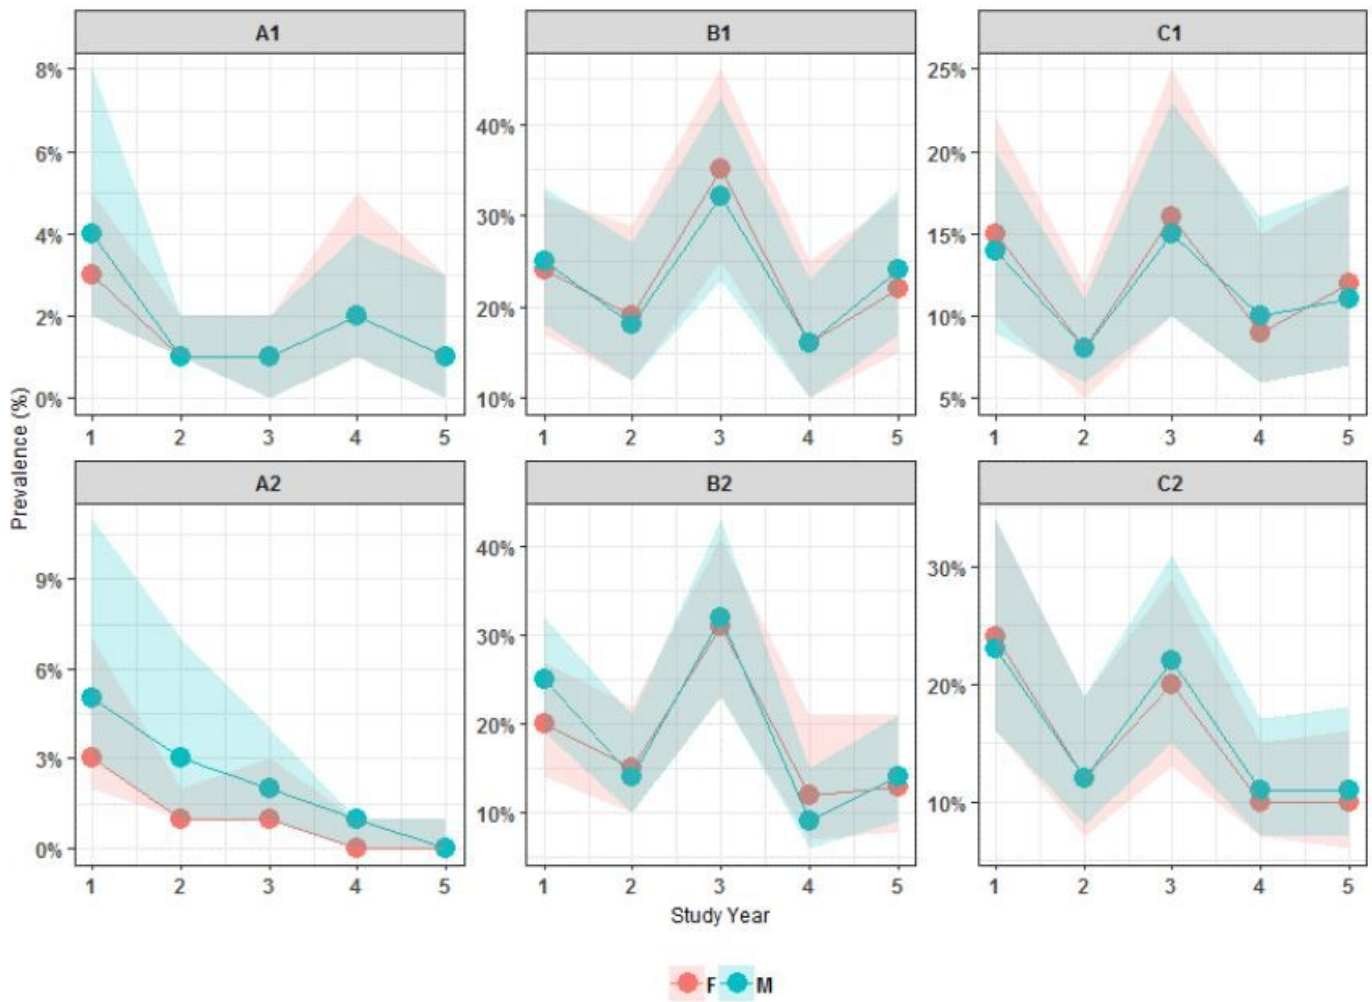 A1 B1 C1
8% 6% 4% 2% 0%
40% 30% 20% 10%
25% 20% 15% 10% 5%
1 2 3 4 5 1 2 3 4 5 1 2 3 4 5
Prevalence (%)
A2 B2 C2
9% 6% 3% 0%
40% 30% 20% 10%
30% 20% 10%
1 2 3 4 5 1 2 3 4 5 1 2 3 4 5
Study Year
F M